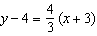 y − 4 = 4/3 (x + 3)